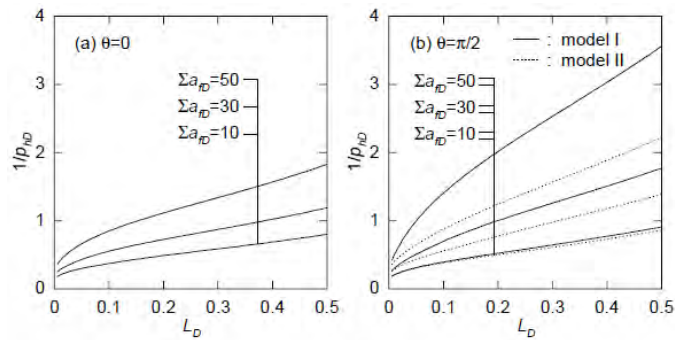 (a) θ=0
Σa_fD=50
Σa_fD=30
Σa_fD=10
1/p_hD
4
3
2
1
0
0
0.1
0.2
0.3
0.4
0.5
L_D
(b) θ=π/2
: model I
: model II
Σa_fD=50
Σa_fD=30
Σa_fD=10
1/p_hD
4
3
2
1
0
0
0.1
0.2
0.3
0.4
0.5
L_D